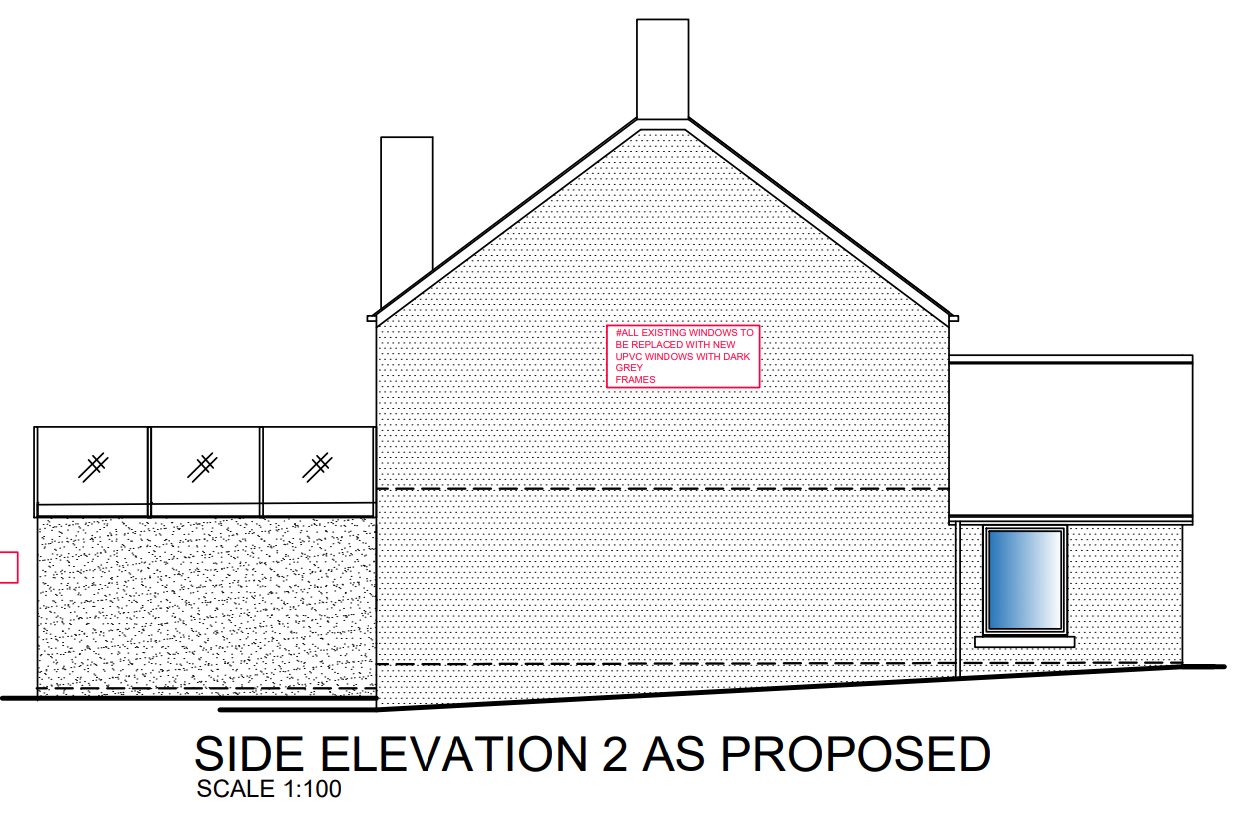 #ALL EXISTING WINDOWS TO
BE REPLACED WITH NEW
UPVC WINDOWS WITH DARK
GREY
FRAMES
SIDE ELEVATION 2 AS PROPOSED
SCALE 1:100